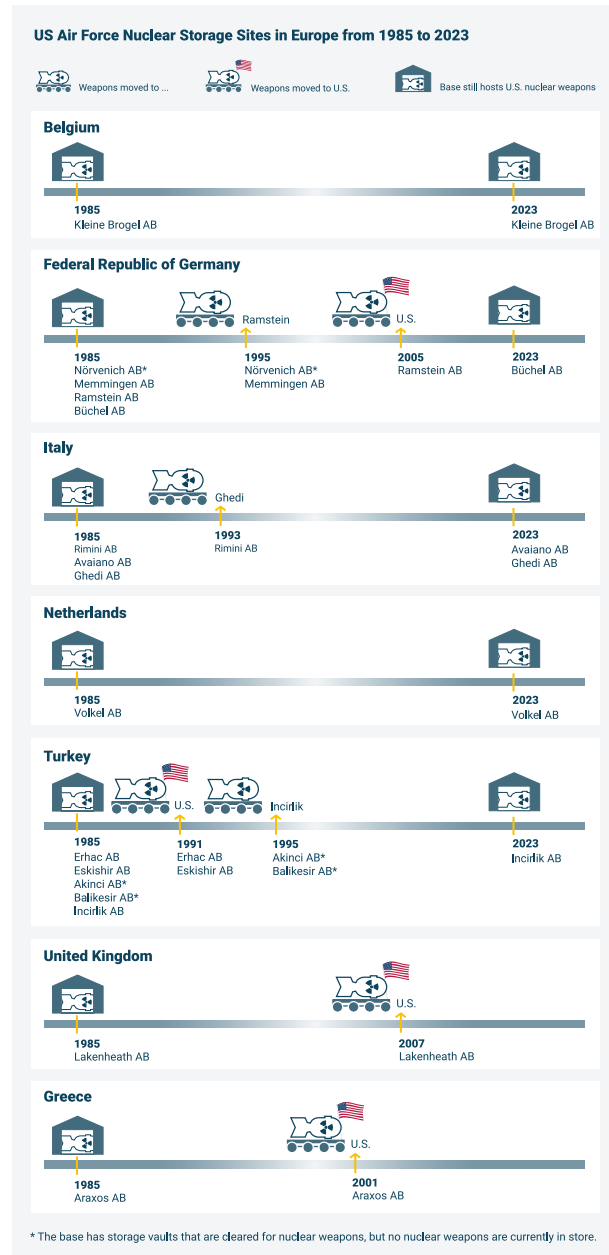 US Air Force Nuclear Storage Sites in Europe from 1985 to 2023
Weapons moved to ...
Weapons moved to U.S.
Base still hosts U.S. nuclear weapons
Belgium
1985
Kleine Brogel AB
2023
Kleine Brogel AB
Federal Republic of Germany
Ramstein
U.S.
1985
Nörvenich AB*
Memmingen AB
Ramstein AB
Büchel AB
1995
Nörvenich AB*
Memmingen AB
2005
Ramstein AB
2023
Büchel AB
Italy
Ghedi
1985
Rimini AB
Avaiano AB
Ghedi AB
1993
Rimini AB
2023
Avaiano AB
Ghedi AB
Netherlands
1985
Volkel AB
2023
Volkel AB
Turkey
U.S.
Incirlik
1985
Erhac AB
Eskishir AB
Akinci AB*
Balikesir AB*
Incirlik AB
1991
Erhac AB
Eskishir AB
1995
Akinci AB*
Balikesir AB*
2023
Incirlik AB
United Kingdom
U.S.
1985
Lakenheath AB
2007
Lakenheath AB
Greece
U.S.
1985
Araxos AB
2001
Araxos AB
* The base has storage vaults that are cleared for nuclear weapons, but no nuclear weapons are currently in store.